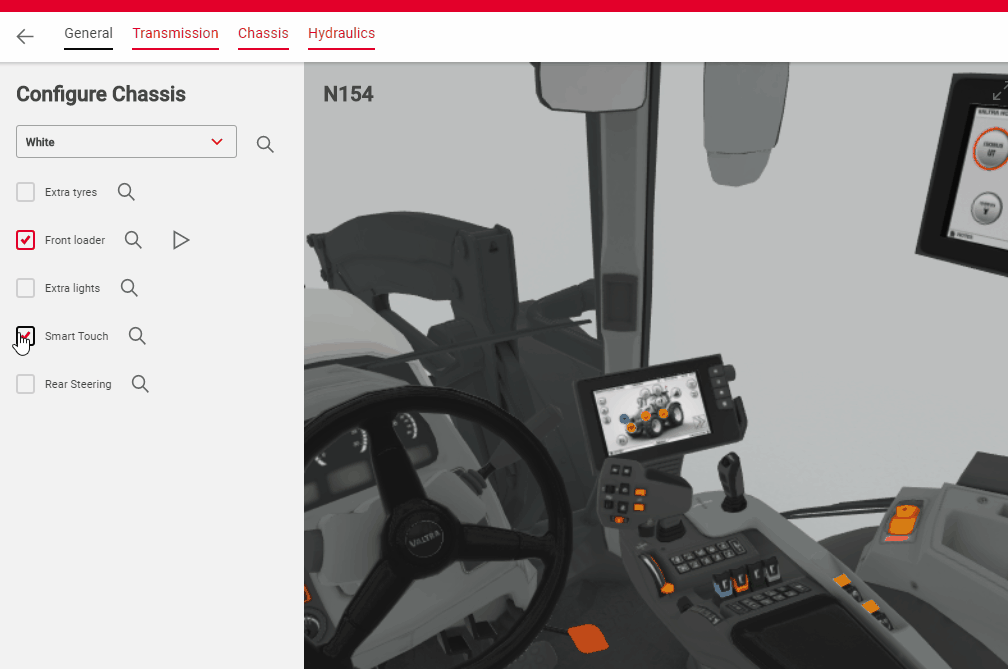 General Transmission Chassis Hydraulics
Configure Chassis
White
Extra tyres
Front loader
Extra lights
Smart Touch
Rear Steering
N154
VALTRA